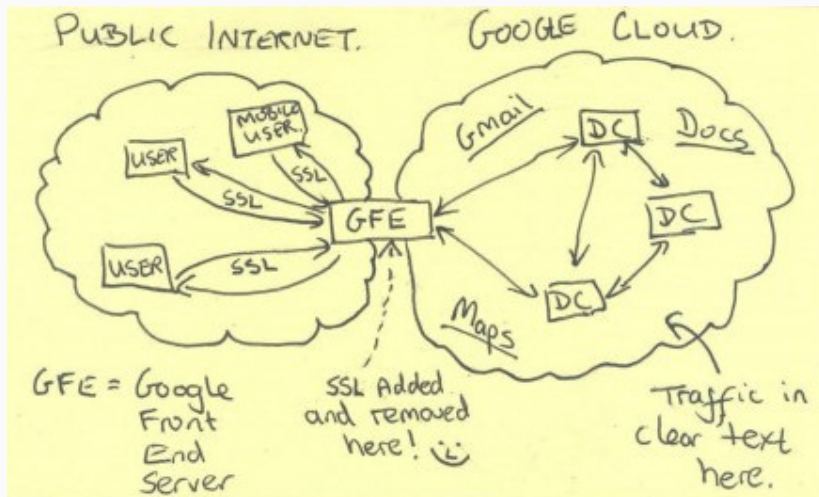 PUBLIC INTERNET.
GOOGLE CLOUD.
MOBILE
USER.
USER
SSL
SSL
USER
SSL
GFE
Gmail
DC
Docs
DC
DC
Maps
GFE = Google
Front
End
Server
SSL Added
and removed
here!
Traffic in
clear text
here.